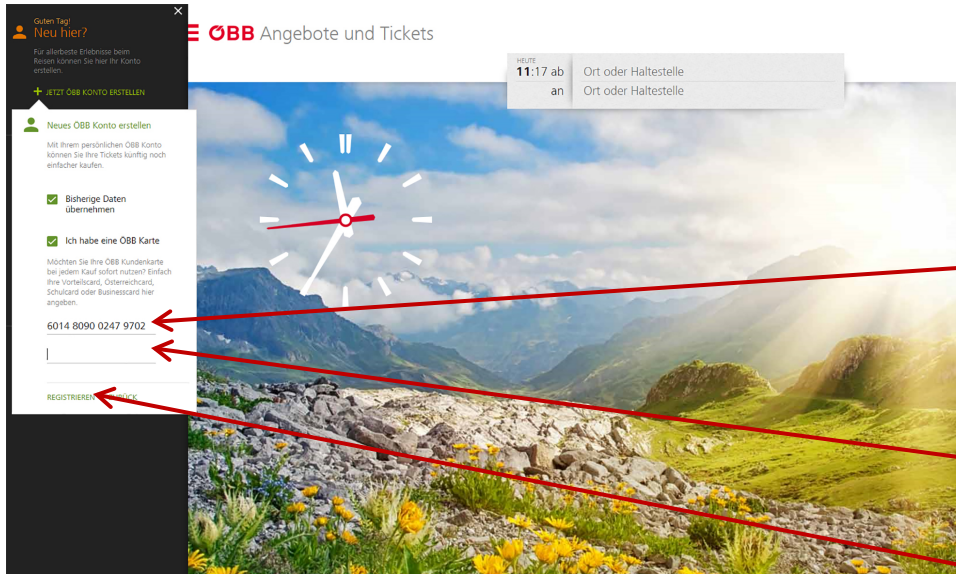 Guten Tag!
Neu hier?
Für allerbeste Erlebnisse beim
Reisen können Sie hier Ihr Konto
erstellen.
+ JETZT ÖBB KONTO ERSTELLEN
Neues ÖBB Konto erstellen
Mit Ihrem persönlichen ÖBB Konto
können Sie Ihre Tickets künftig noch
einfacher kaufen.
Bisherige Daten
übernehmen
Ich habe eine ÖBB Karte
Möchten Sie Ihre ÖBB Kundenkarte
bei jedem Kauf sofort nutzen? Einfach
Ihre Vorteilscard, Österreichcard,
Schulcard oder Businesscard hier
angeben.
6014 8090 0247 9702
REGISTRIEREN
ÖBB Angebote und Tickets
HEUTE
11:17 ab Ort oder Haltestelle
an Ort oder Haltestelle